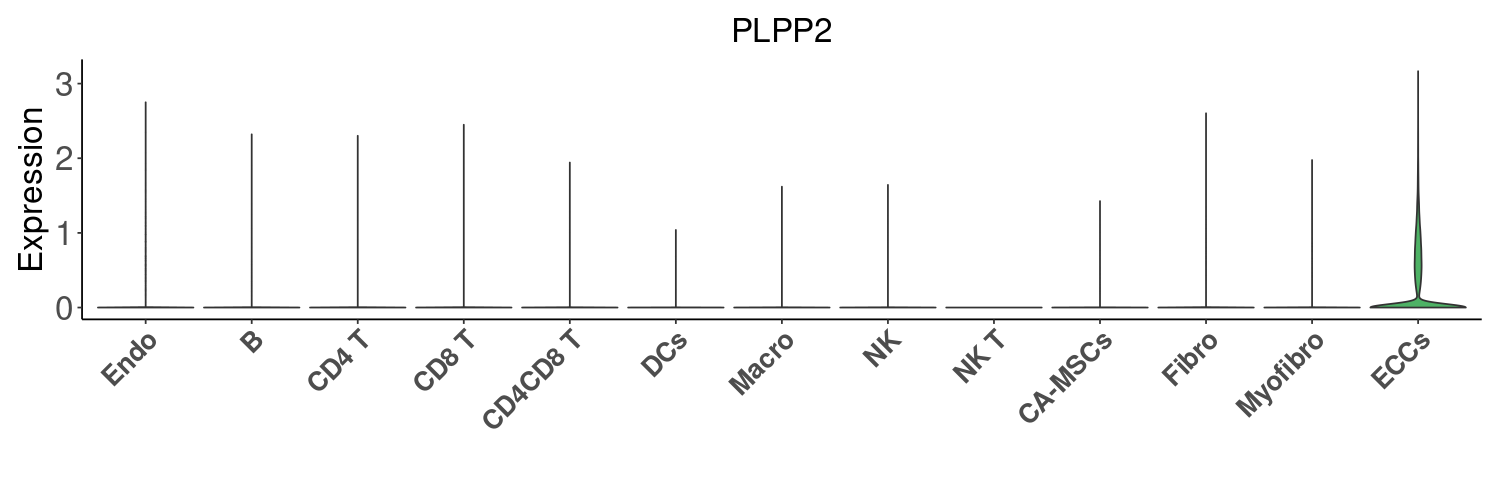 PLPP2
Expression
3
2
1
0
Endo
B
CD4 T
CD8 T
CD4CD8 T
DCs
Macro
NK
NK T
CA-MSCs
Fibro
Myofibro
ECCs